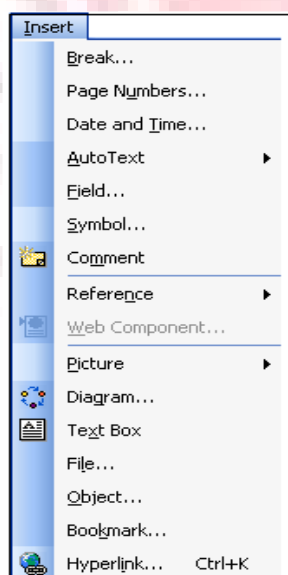 Insert
Break...
Page Numbers...
Date and Time...
AutoText
Field...
Symbol...
Comment
Reference
Web Component...
Picture
Diagram...
Text Box
File...
Object...
Bookmark...
Hyperlink... Ctrl+K